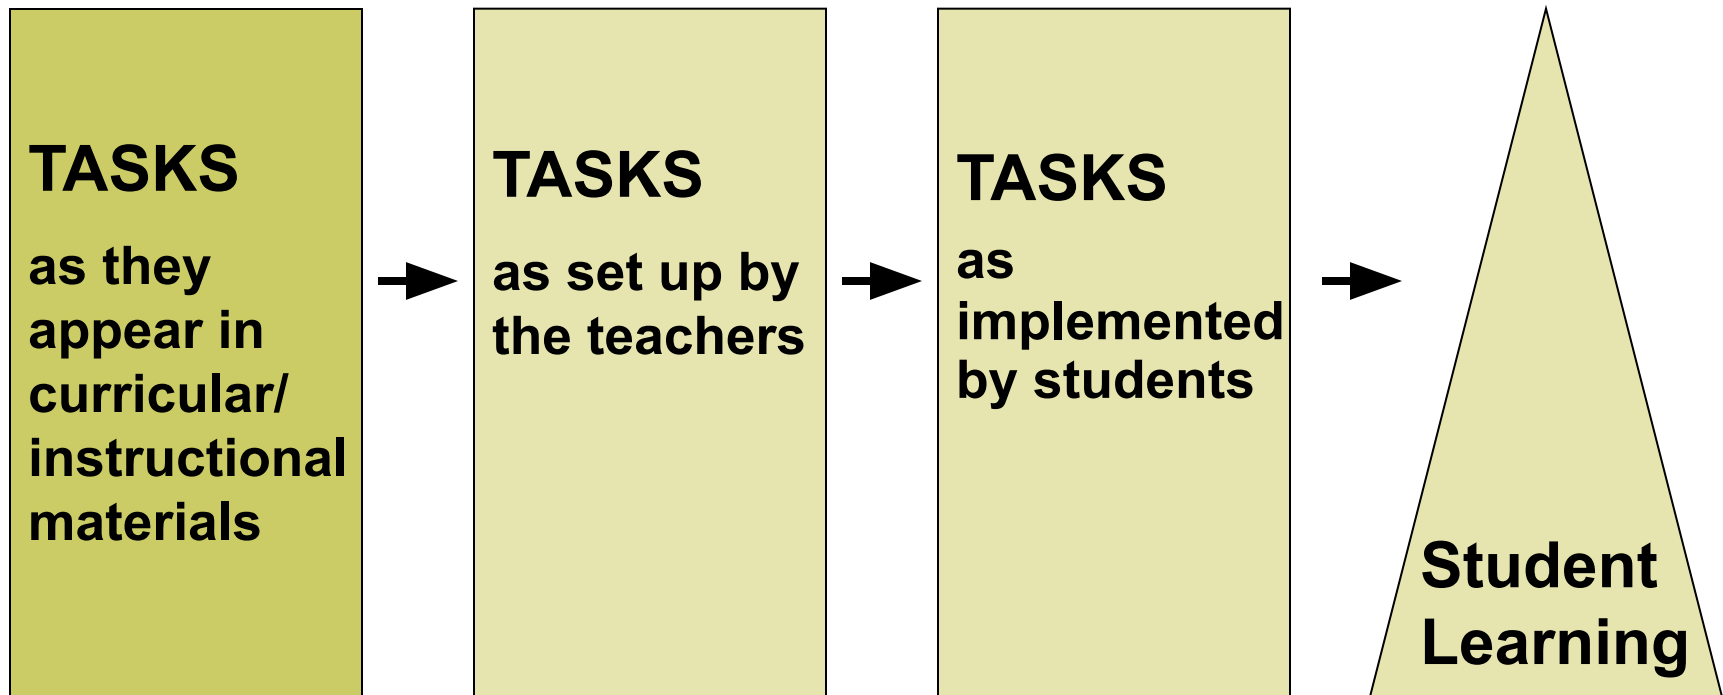 TASKS
as they
appear in
curricular/
instructional
materials
TASKS
as set up by
the teachers
TASKS
as
implemented
by students
Student
Learning